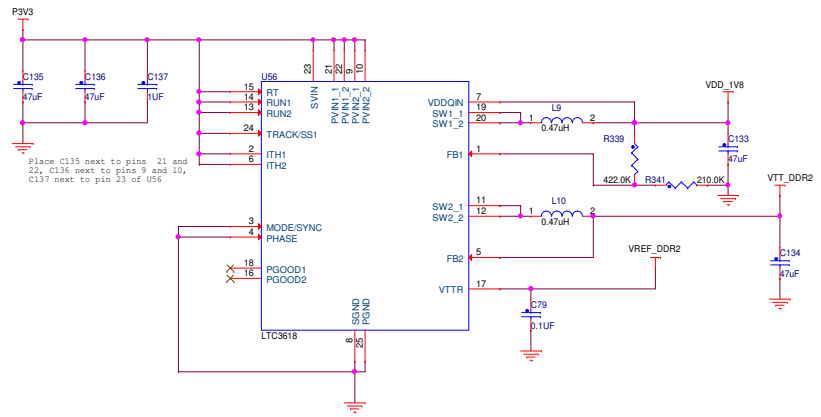 P3V3
C135
47uF
C136
47uF
C137
1UF
Place C135 next to pins 21 and
22, C136 next to pins 9 and 10,
C137 next to pin 23 of U56
U56
23
SVIN
21
PVIN1_1
22
PVIN1_2
9
PVIN2_1
10
PVIN2_2
15 RT
14 RUN1
13 RUN2
24 TRACK/SS1
2 ITH1
6 ITH2
3 MODE/SYNC
4 PHASE
18 PGOOD1
16 PGOOD2
VDDQIN 7
SW1_1 19
SW1_2 20
FB1 1
SW2_1 11
SW2_2 12
FB2 5
VTTR 17
SGND
8
PGND
25
LTC3618
L9
1 2
0.47uH
R339
422.0K
R341
210.0K
VDD_1V8
C133
47uF
L10
1 2
0.47uH
VTT_DDR2
C134
47uF
VREF_DDR2
C79
0.1UF